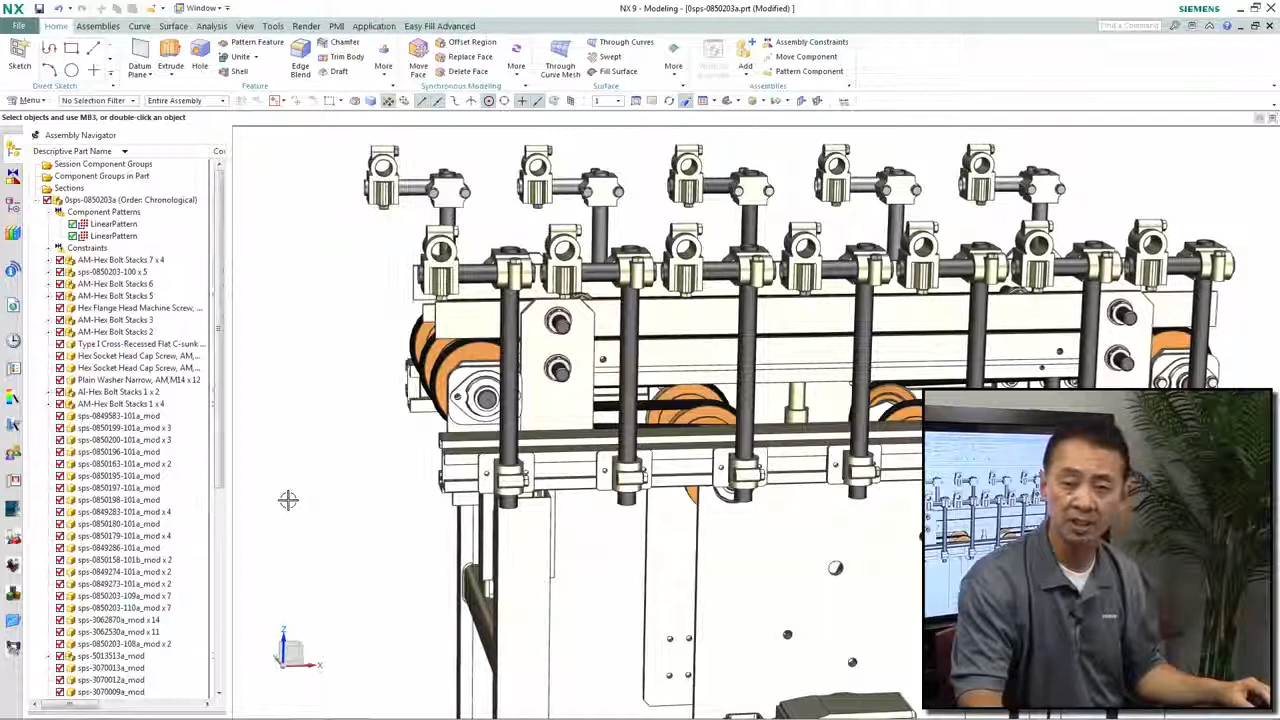 NX
Window
NX 9 - Modeling - [0sps-0850203a.prt (Modified) ]
SIEMENS
File
Home
Assemblies
Curve
Surface
Analysis
View
Tools
Render
PMI
Application
Easy Fill Advanced
Find a Command
Sketch
Direct Sketch
Datum Plane
Extrude
Hole
Pattern Feature
Unite
Shell
Edge Blend
Chamfer
Trim Body
Draft
More
Feature
Move Face
Offset Region
Replace Face
Delete Face
More
Synchronous Modeling
Through Curve Mesh
Through Curves
Swept
Fill Surface
More
Surface
Add
Assembly Constraints
Move Component
Pattern Component
Assemblies
Menu
No Selection Filter
Entire Assembly
1
Select objects and use MB3, or double-click an object
Assembly Navigator
Descriptive Part Name
Co
Session Component Groups
Component Groups in Part
Sections
0sps-0850203a (Order: Chronological)
Component Patterns
LinearPattern
LinearPattern
Constraints
AM-Hex Bolt Stacks 7 x 4
sps-0850203-100 x 5
AM-Hex Bolt Stacks 6
AM-Hex Bolt Stacks 5
Hex Flange Head Machine Screw, ...
AM-Hex Bolt Stacks 3
AM-Hex Bolt Stacks 2
Type I Cross-Recessed Flat C-sunk ...
Hex Socket Head Cap Screw, AM,...
Hex Socket Head Cap Screw, AM,...
Plain Washer Narrow, AM,M14 x 12
AI-Hex Bolt Stacks 1 x 2
AM-Hex Bolt Stacks 1 x 4
sps-0849583-101a_mod
sps-0850199-101a_mod x 3
sps-0850200-101a_mod x 3
sps-0850196-101a_mod
sps-0850163-101a_mod x 2
sps-0850195-101a_mod
sps-0850197-101a_mod
sps-0850198-101a_mod
sps-0849283-101a_mod x 4
sps-0850180-101a_mod
sps-0850179-101a_mod x 4
sps-0849286-101a_mod
sps-0850158-101b_mod x 2
sps-0849274-101a_mod x 2
sps-0849273-101a_mod x 2
sps-0850203-109a_mod x 7
sps-0850203-110a_mod x 7
sps-3062870a_mod x 14
sps-3062530a_mod x 11
sps-0850203-108a_mod x 2
sps-5013513a_mod
sps-3070013a_mod
sps-3070012a_mod
sps-3070009a_mod
Z
X